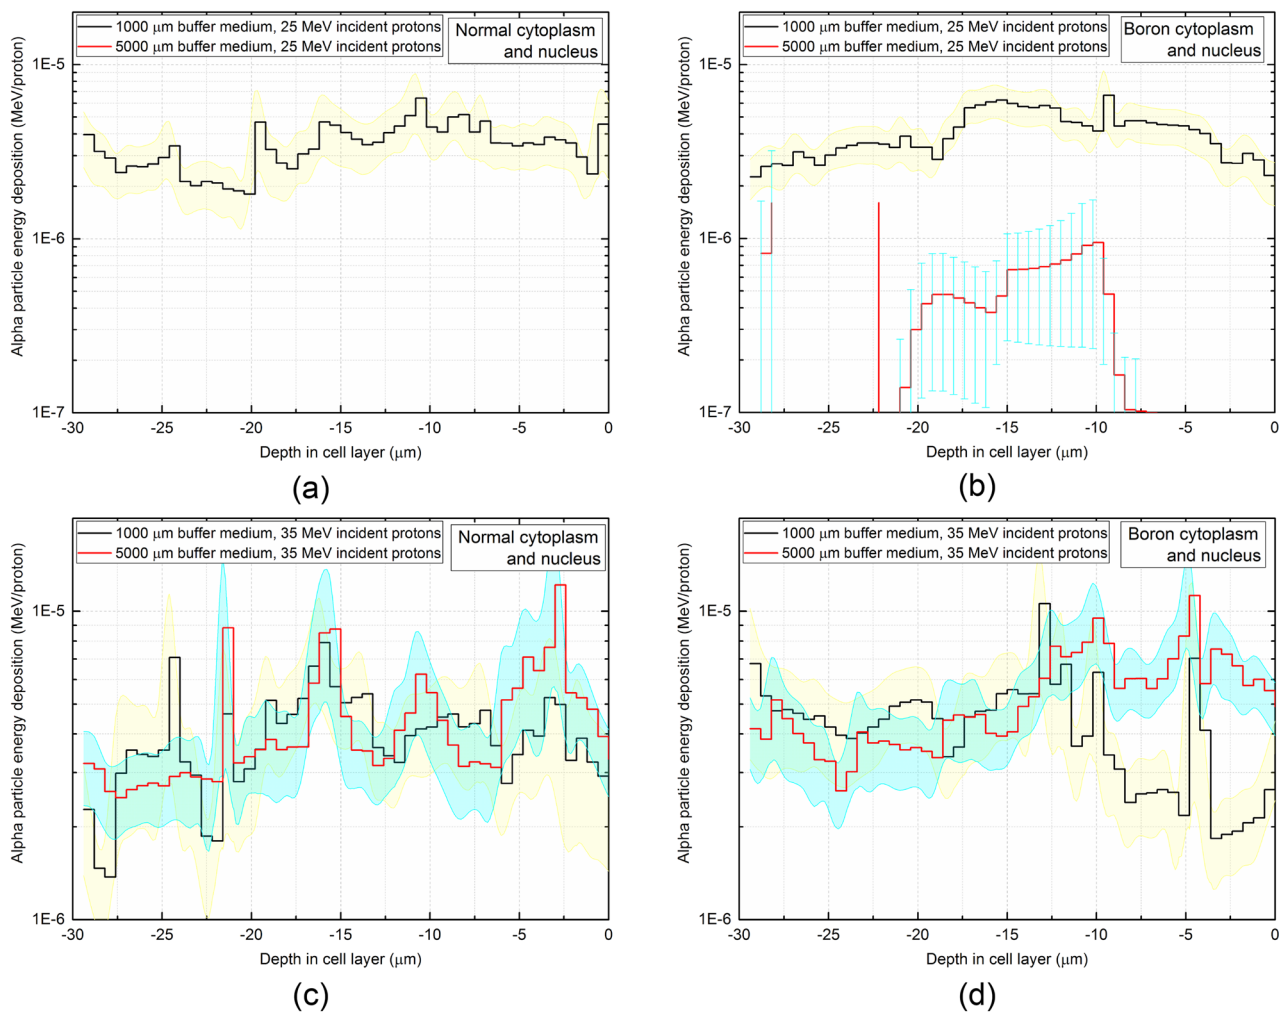 1000 μm buffer medium, 25 MeV incident protons
5000 μm buffer medium, 25 MeV incident protons
Normal cytoplasm
and nucleus
Alpha particle energy deposition (MeV/proton)
1E-5
1E-6
1E-7
-30 -25 -20 -15 -10 -5 0
Depth in cell layer (μm)
(a)
1000 μm buffer medium, 25 MeV incident protons
5000 μm buffer medium, 25 MeV incident protons
Boron cytoplasm
and nucleus
Alpha particle energy deposition (MeV/proton)
1E-5
1E-6
1E-7
-30 -25 -20 -15 -10 -5 0
Depth in cell layer (μm)
(b)
1000 μm buffer medium, 35 MeV incident protons
5000 μm buffer medium, 35 MeV incident protons
Normal cytoplasm
and nucleus
Alpha particle energy deposition (MeV/proton)
1E-5
1E-6
-30 -25 -20 -15 -10 -5 0
Depth in cell layer (μm)
(c)
1000 μm buffer medium, 35 MeV incident protons
5000 μm buffer medium, 35 MeV incident protons
Boron cytoplasm
and nucleus
Alpha particle energy deposition (MeV/proton)
1E-5
1E-6
-30 -25 -20 -15 -10 -5 0
Depth in cell layer (μm)
(d)